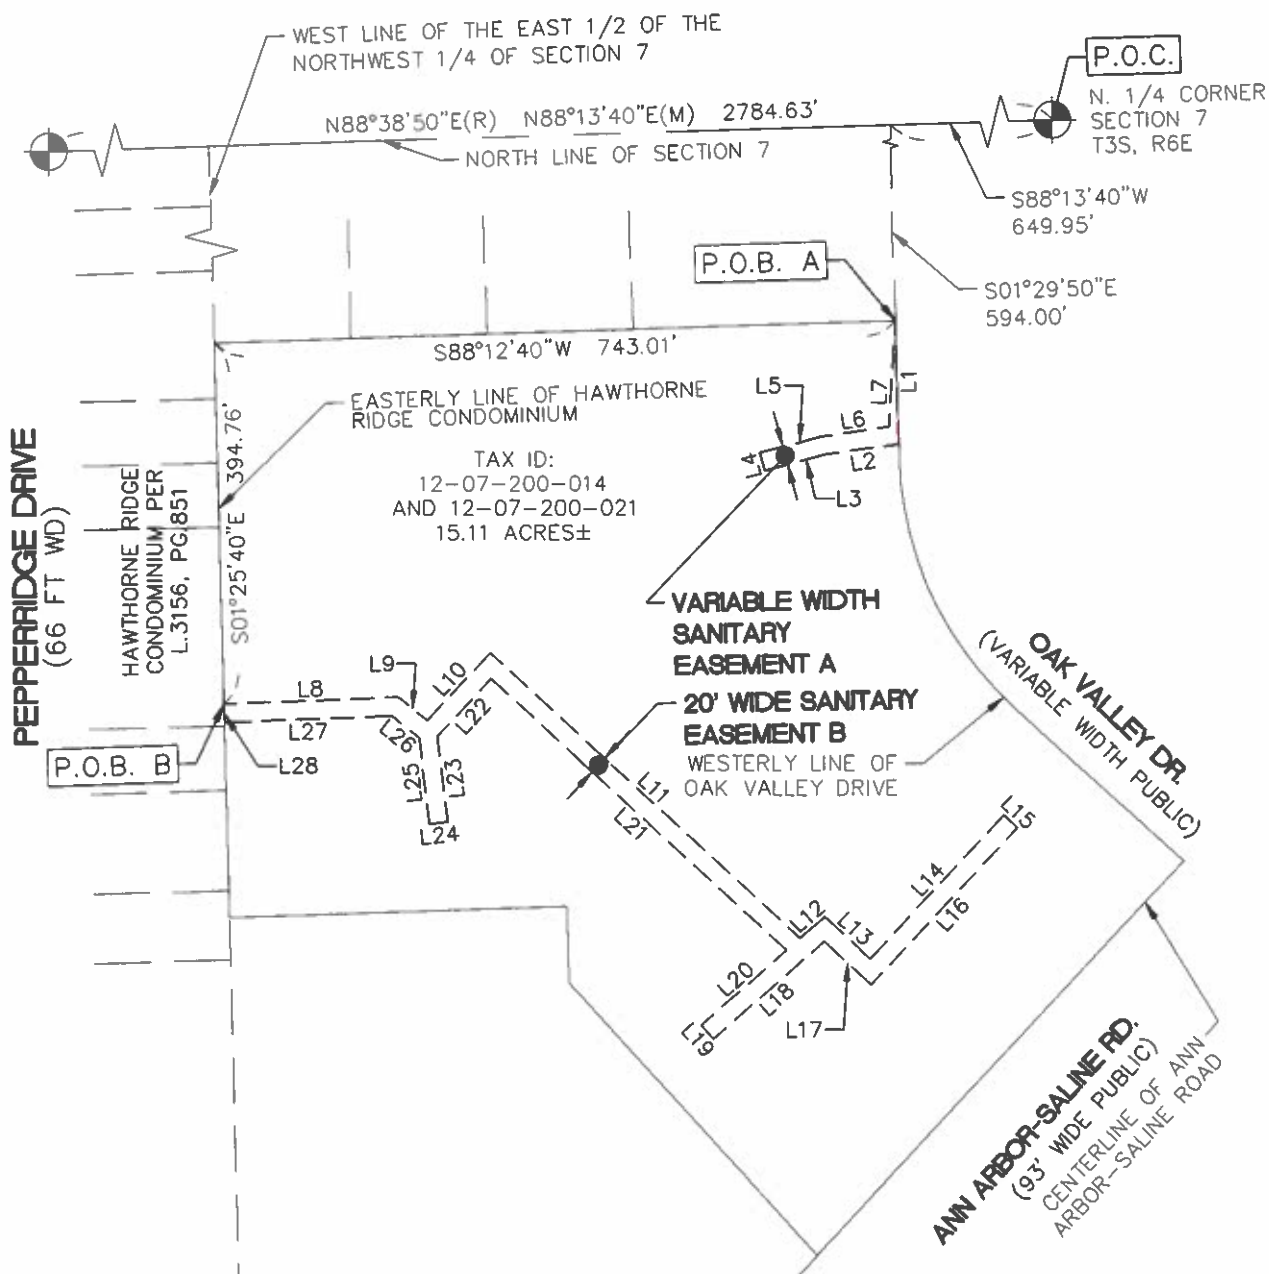 WEST LINE OF THE EAST 1/2 OF THE
NORTHWEST 1/4 OF SECTION 7
P.O.C.
N. 1/4 CORNER
SECTION 7
T3S, R6E
N88°38'50"E(R) N88°13'40"E(M) 2784.63'
NORTH LINE OF SECTION 7
S88°13'40"W
649.95'
P.O.B. A
S01°29'50"E
594.00'
S88°12'40"W 743.01'
EASTERLY LINE OF HAWTHORNE
RIDGE CONDOMINIUM
L5
L7
L1
L6
L2
L4
L3
TAX ID:
12-07-200-014
AND 12-07-200-021
15.11 ACRES±
PEPPERRIDGE DRIVE
(66 FT WD)
HAWTHORNE RIDGE
CONDOMINIUM PER
L.3156, PG.851
S01°25'40"E 394.76'
VARIABLE WIDTH
SANITARY
EASEMENT A
20' WIDE SANITARY
EASEMENT B
WESTERLY LINE OF
OAK VALLEY DRIVE
OAK VALLEY DR.
(VARIABLE WIDTH PUBLIC)
L9
L10
L8
L27
L26
L22
P.O.B. B
L28
L25
L23
L24
L11
L21
L15
L14
L16
L12
L13
L20
L18
L17
L19
ANN ARBOR-SALINE RD.
(93' WIDE PUBLIC)
CENTERLINE OF ANN
ARBOR-SALINE ROAD